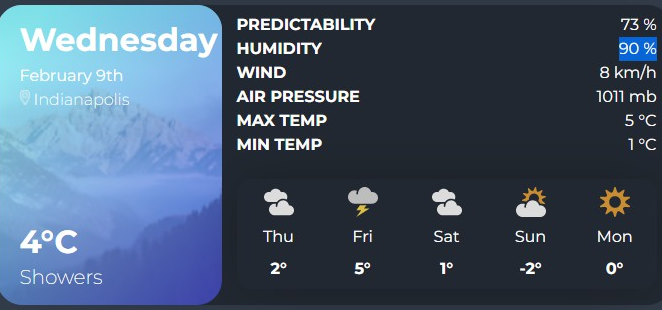 Wednesday
February 9th
Indianapolis
4°C
Showers
PREDICTABILITY 73 %
HUMIDITY 90 %
WIND 8 km/h
AIR PRESSURE 1011 mb
MAX TEMP 5 °C
MIN TEMP 1 °C
Thu Fri Sat Sun Mon
2° 5° 1° -2° 0°